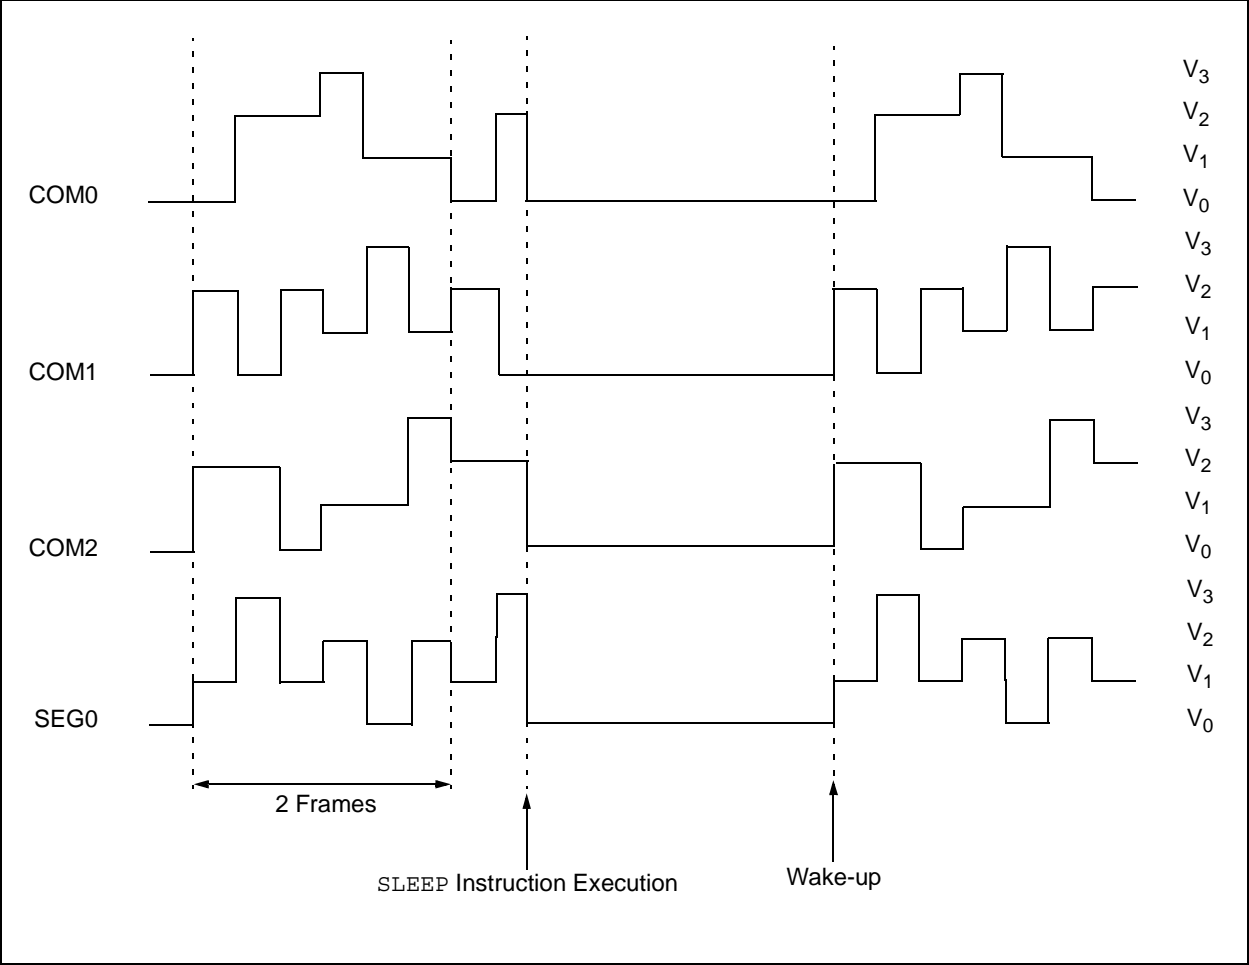 V3
V2
V1
COM0
V0
V3
V2
V1
COM1
V0
V3
V2
V1
COM2
V0
V3
V2
V1
SEG0
V0
2 Frames
SLEEP Instruction Execution
Wake-up